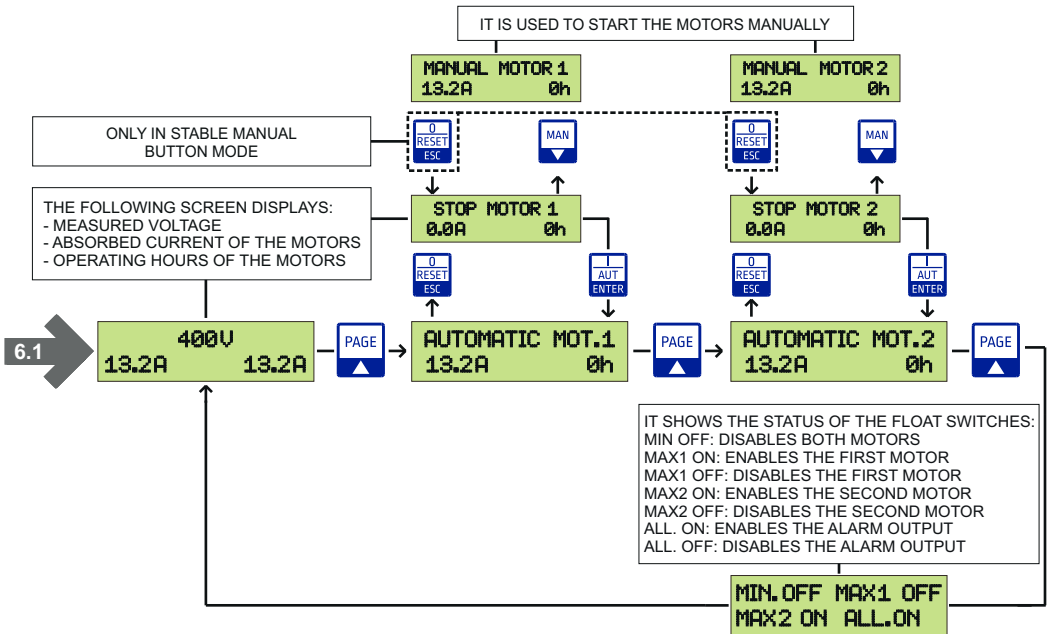 IT IS USED TO START THE MOTORS MANUALLY
MANUAL MOTOR 1
13.2A 0h
MANUAL MOTOR 2
13.2A 0h
ONLY IN STABLE MANUAL
BUTTON MODE
0
RESET
ESC
MAN
0
RESET
ESC
MAN
THE FOLLOWING SCREEN DISPLAYS:
- MEASURED VOLTAGE
- ABSORBED CURRENT OF THE MOTORS
- OPERATING HOURS OF THE MOTORS
STOP MOTOR 1
0.0A 0h
STOP MOTOR 2
0.0A 0h
0
RESET
ESC
I
AUT
ENTER
0
RESET
ESC
I
AUT
ENTER
6.1
400V
13.2A 13.2A
PAGE
AUTOMATIC MOT.1
13.2A 0h
PAGE
AUTOMATIC MOT.2
13.2A 0h
PAGE
IT SHOWS THE STATUS OF THE FLOAT SWITCHES:
MIN OFF: DISABLES BOTH MOTORS
MAX1 ON: ENABLES THE FIRST MOTOR
MAX1 OFF: DISABLES THE FIRST MOTOR
MAX2 ON: ENABLES THE SECOND MOTOR
MAX2 OFF: DISABLES THE SECOND MOTOR
ALL. ON: ENABLES THE ALARM OUTPUT
ALL. OFF: DISABLES THE ALARM OUTPUT
MIN.OFF MAX1 OFF
MAX2 ON ALL.ON